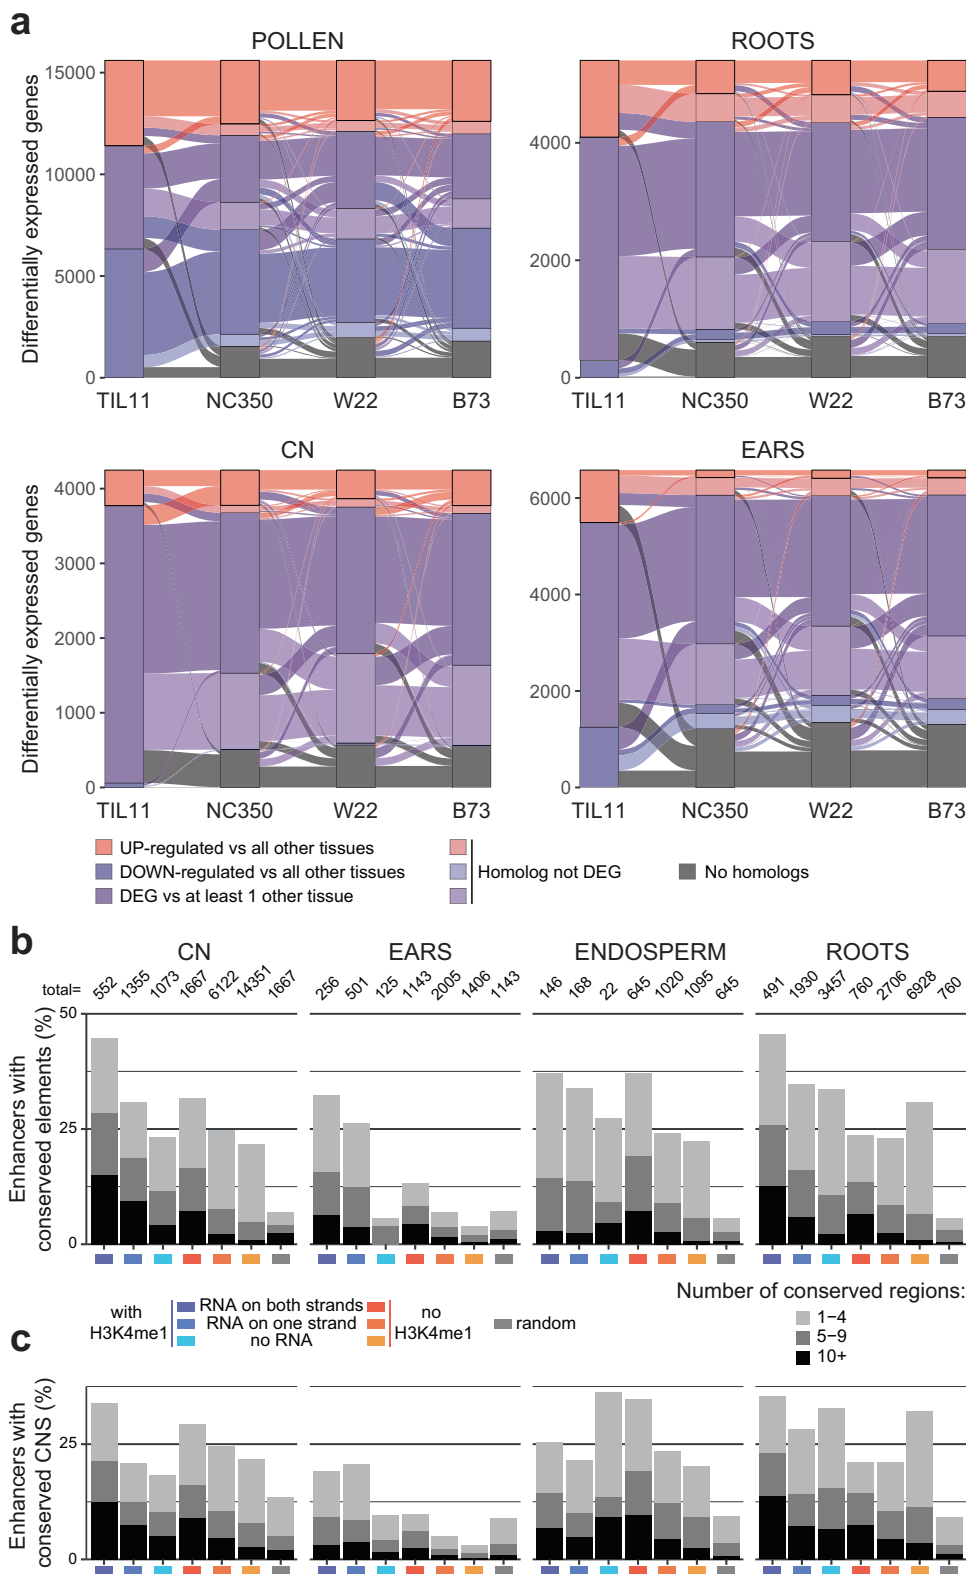 a
POLLEN
ROOTS
Differentially expressed genes
15000
10000
5000
0
4000
2000
0
TIL11 NC350 W22 B73
TIL11 NC350 W22 B73
CN
EARS
Differentially expressed genes
4000
3000
2000
1000
0
6000
4000
2000
0
TIL11 NC350 W22 B73
TIL11 NC350 W22 B73
UP-regulated vs all other tissues
DOWN-regulated vs all other tissues
DEG vs at least 1 other tissue
Homolog not DEG
No homologs
b
CN EARS ENDOSPERM ROOTS
total= 552 1355 1073 1667 6122 14351 1667 256 501 125 1143 2005 1406 1143 146 168 22 645 1020 1095 645 491 1930 3457 760 2706 6928 760
Enhancers with
conserveed elements (%)
50
25
0
with
H3K4me1
RNA on both strands
RNA on one strand
no RNA
no
H3K4me1
random
Number of conserved regions:
1−4
5−9
10+
c
Enhancers with
conserved CNS (%)
25
0